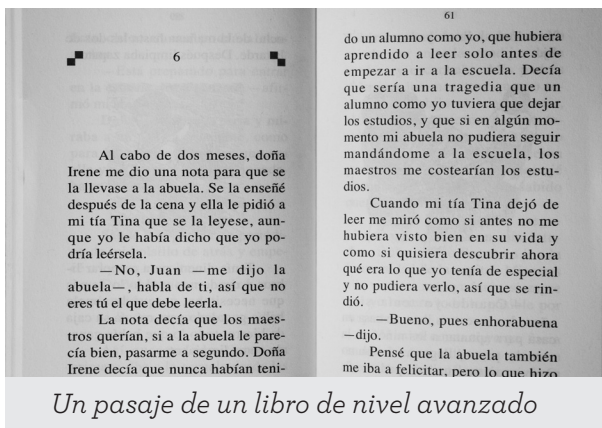 6
Al cabo de dos meses, doña
Irene me dio una nota para que se
la llevase a la abuela. Se la enseñé
después de la cena y ella le pidió a
mi tía Tina que se la leyese, aun-
que yo le había dicho que yo po-
dría leérsela.
—No, Juan —me dijo la
abuela—, habla de ti, así que no
eres tú el que debe leerla.
La nota decía que los maes-
tros querían, si a la abuela le pare-
cía bien, pasarme a segundo. Doña
Irene decía que nunca habían teni-
61
do un alumno como yo, que hubiera
aprendido a leer solo antes de
empezar a ir a la escuela. Decía
que sería una tragedia que un
alumno como yo tuviera que dejar
los estudios, y que si en algún mo-
mento mi abuela no pudiera seguir
mandándome a la escuela, los
maestros me costearían los estu-
dios.
Cuando mi tía Tina dejó de
leer me miró como si antes no me
hubiera visto bien en su vida y
como si quisiera descubrir ahora
qué era lo que yo tenía de especial
y no pudiera verlo, así que se rin-
dió.
—Bueno, pues enhorabuena
—dijo.
Pensé que la abuela también
me iba a felicitar, pero lo que hizo
Un pasaje de un libro de nivel avanzado